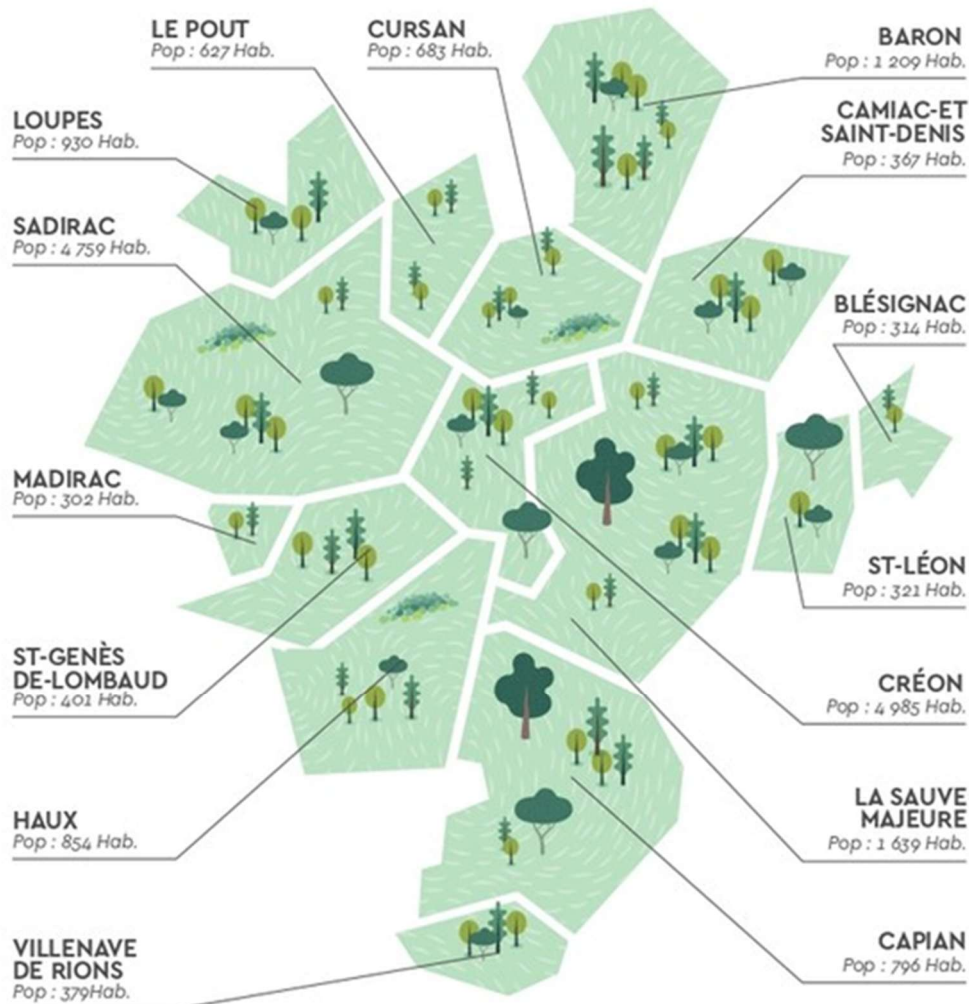 LE POUT
Pop : 627 Hab.
CURSAN
Pop : 683 Hab.
BARON
Pop : 1 209 Hab.
CAMIAC-ET
SAINT-DENIS
Pop : 367 Hab.
LOUPES
Pop : 930 Hab.
SADIRAC
Pop : 4 759 Hab.
BLÉSIGNAC
Pop : 314 Hab.
MADIRAC
Pop : 302 Hab.
ST-LÉON
Pop : 321 Hab.
ST-GENÈS
DE-LOMBAUD
Pop : 401 Hab.
CRÉON
Pop : 4 985 Hab.
HAUX
Pop : 854 Hab.
LA SAUVE
MAJEURE
Pop : 1 639 Hab.
VILLENAVE
DE RIONS
Pop : 379Hab.
CAPIAN
Pop : 796 Hab.